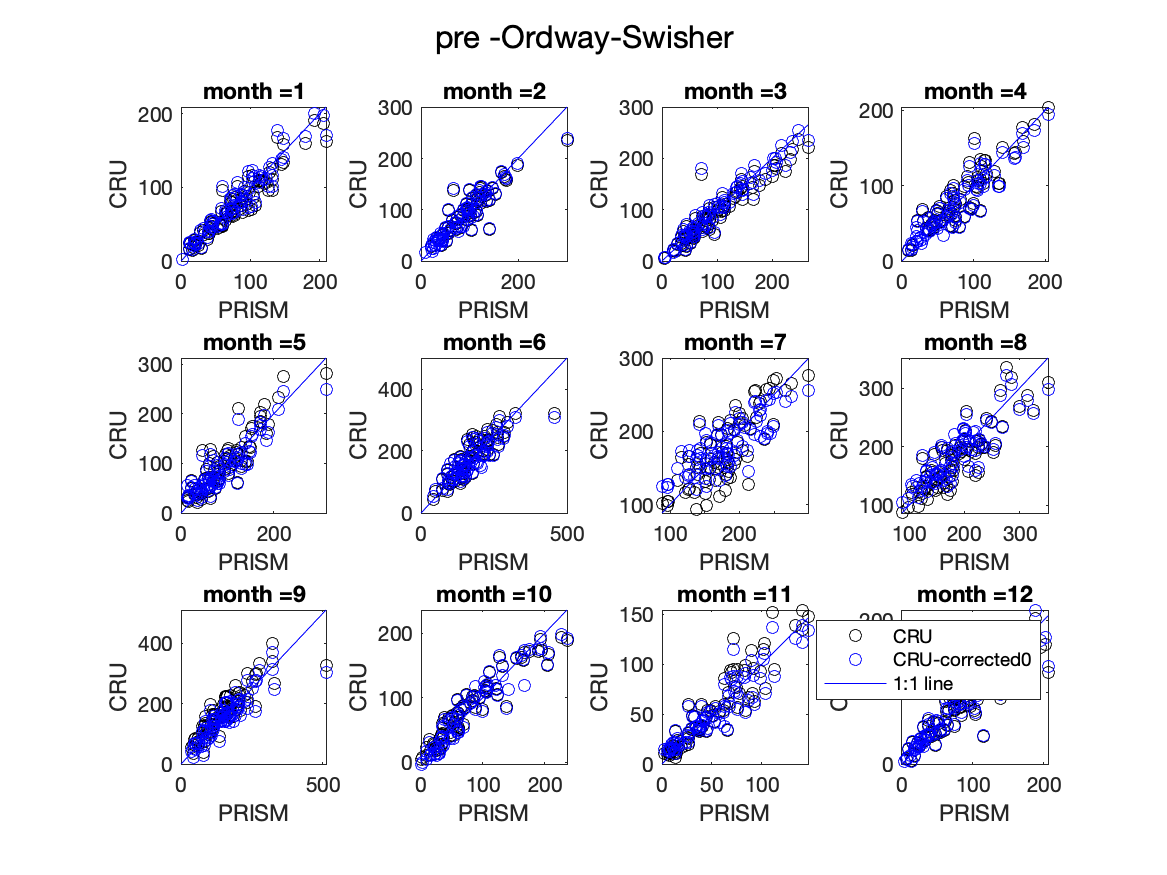 pre -Ordway-Swisher
month =1
month =2
month =3
month =4
200
100
0
CRU
0 100 200
PRISM
300
200
100
0
CRU
0 200
PRISM
300
200
100
0
CRU
0 100 200
PRISM
200
100
0
CRU
0 100 200
PRISM
month =5
month =6
month =7
month =8
300
200
100
0
CRU
0 200
PRISM
400
200
0
CRU
0 500
PRISM
300
200
100
CRU
100 200 300
PRISM
300
200
100
CRU
100 200 300
PRISM
month =9
month =10
month =11
month =12
400
200
0
CRU
0 500
PRISM
200
100
0
CRU
0 100 200
PRISM
150
100
50
0
CRU
0 50 100
PRISM
CRU
CRU-corrected0
1:1 line
0
0 100 200
PRISM